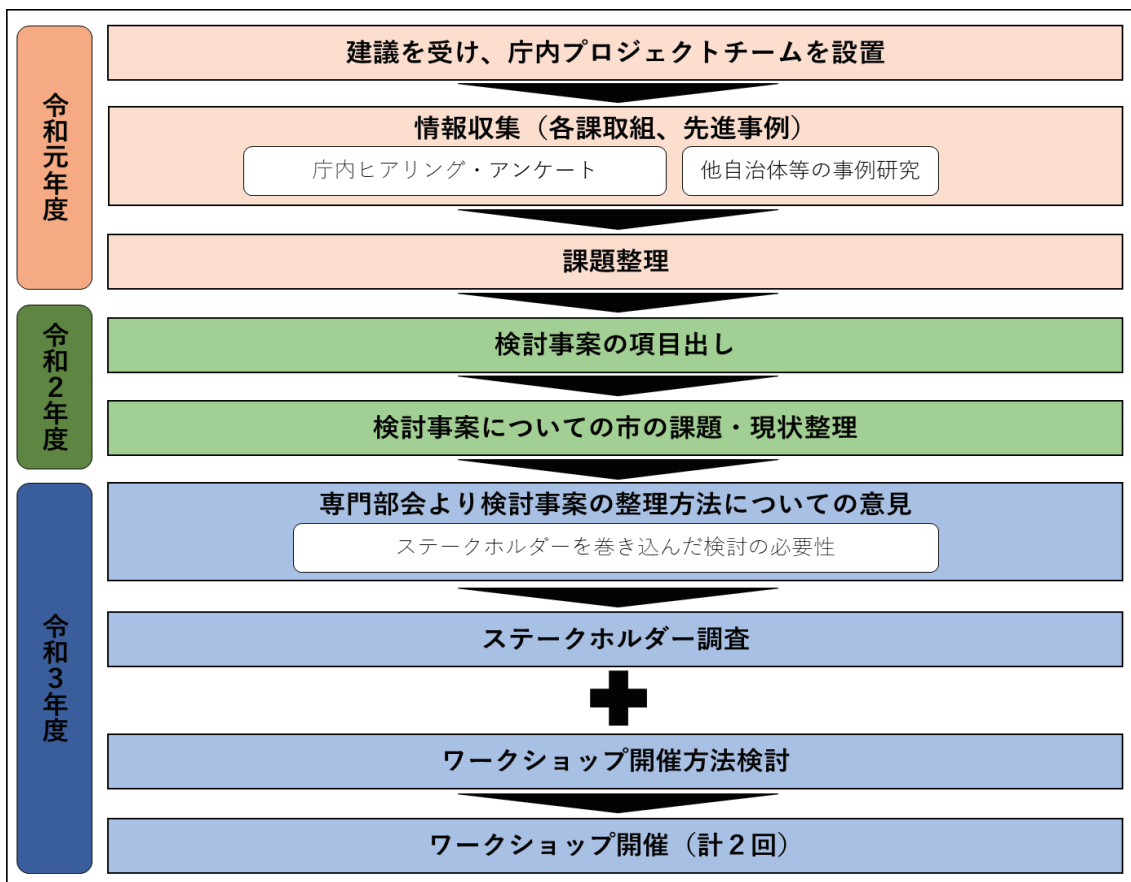 令和元年度
建議を受け、庁内プロジェクトチームを設置
情報収集（各課取組、先進事例）
庁内ヒアリング・アンケート
他自治体等の事例研究
課題整理
令和２年度
検討事案の項目出し
検討事案についての市の課題・現状整理
令和３年度
専門部会より検討事案の整理方法についての意見
ステークホルダーを巻き込んだ検討の必要性
ステークホルダー調査
ワークショップ開催方法検討
ワークショップ開催（計２回）